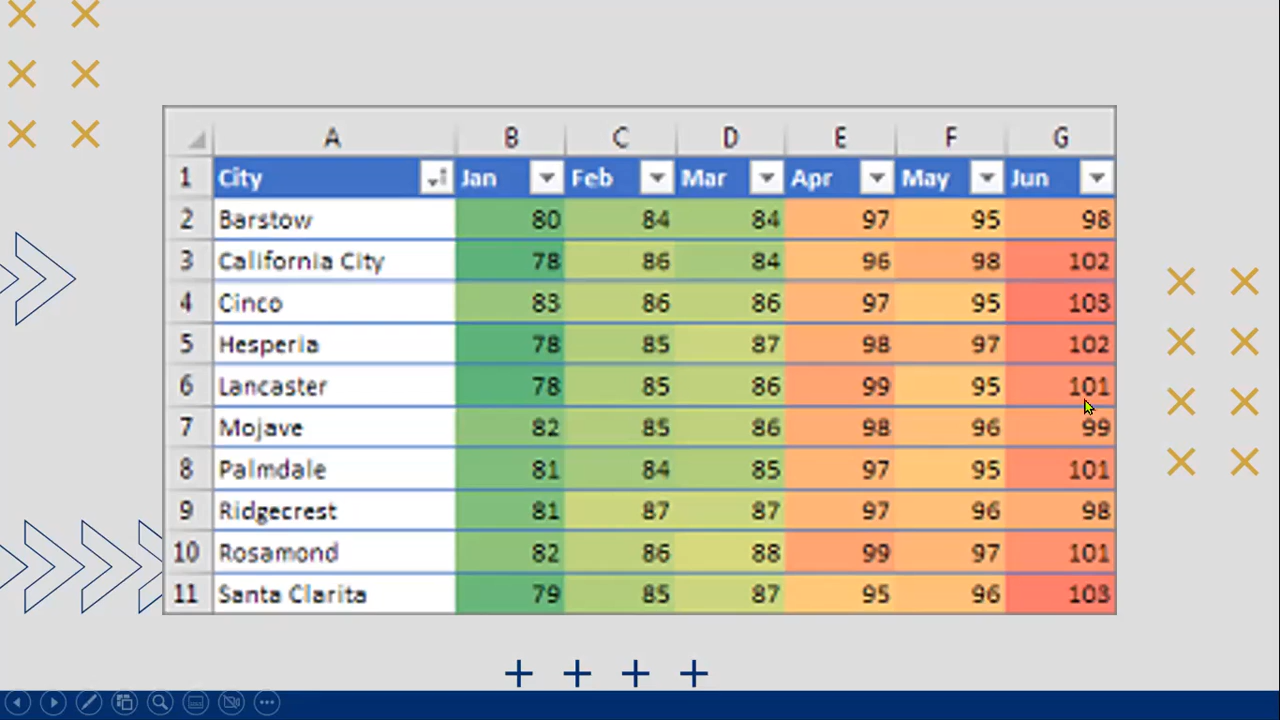 A B C D E F G
1 City Jan Feb Mar Apr May Jun
2 Barstow 80 84 84 97 95 98
3 California City 78 86 84 96 98 102
4 Cinco 83 86 86 97 95 103
5 Hesperia 78 85 87 98 97 102
6 Lancaster 78 85 86 99 95 101
7 Mojave 82 85 86 98 96 99
8 Palmdale 81 84 85 97 95 101
9 Ridgecrest 81 87 87 97 96 98
10 Rosamond 82 86 88 99 97 101
11 Santa Clarita 79 85 87 95 96 103